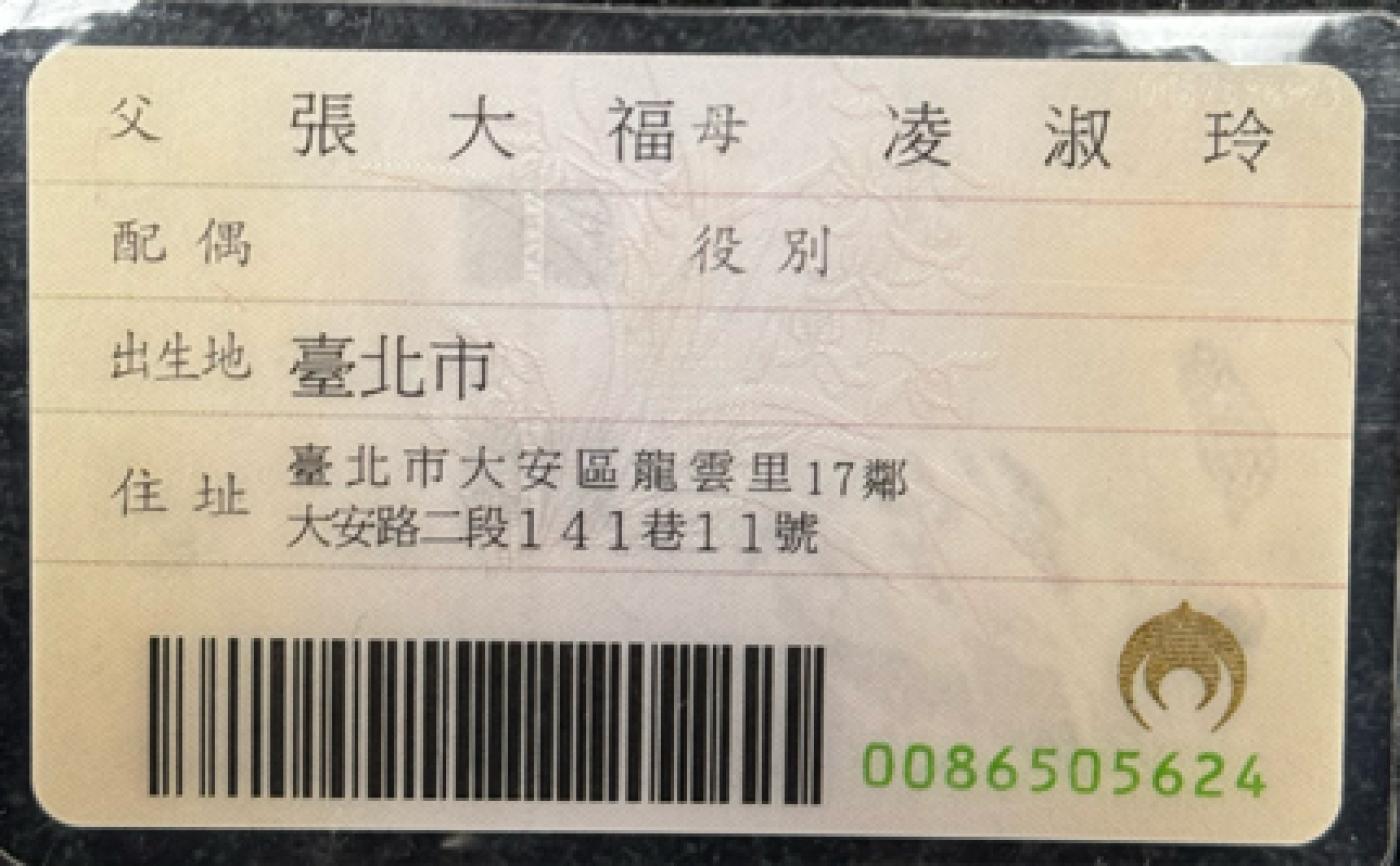 父 張大福 母 凌淑玲
配偶 役別
出生地 臺北市
住址 臺北市大安區龍雲里17鄰
大安路二段141巷11號
0086505624